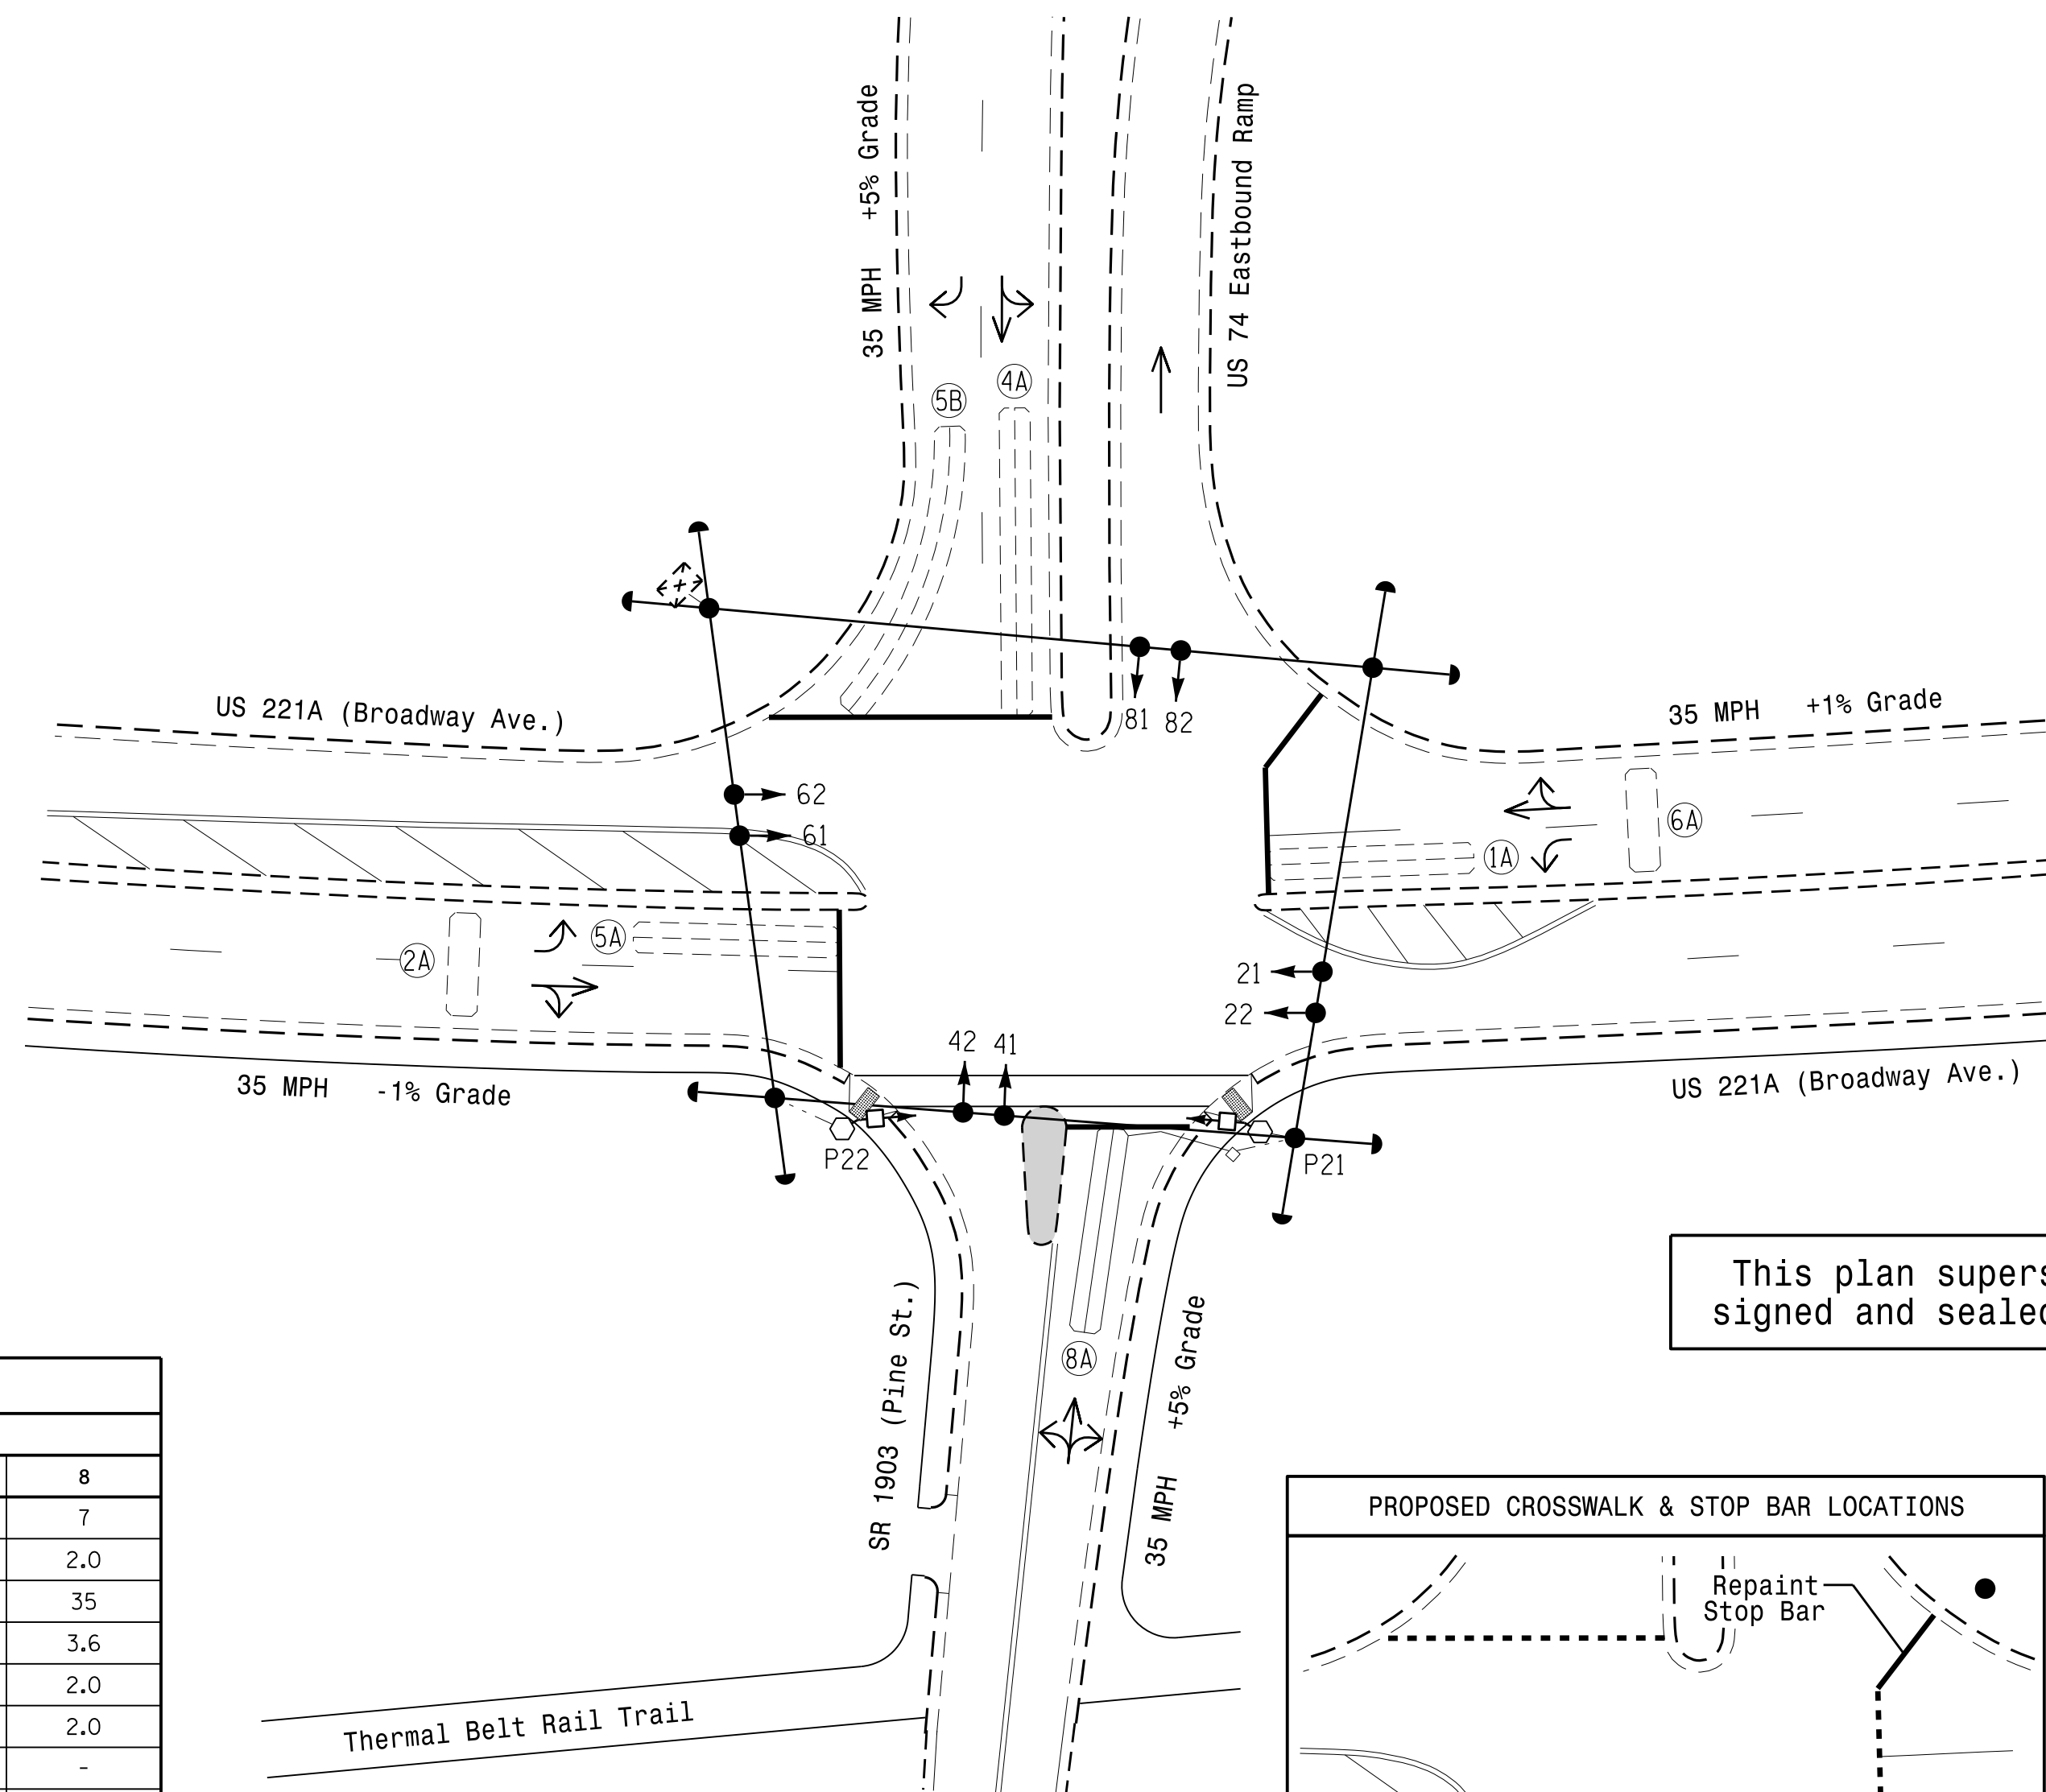 35 MPH +5% Grade
US 74 Eastbound Ramp
5B
4A
US 221A (Broadway Ave.)
81
82
35 MPH +1% Grade
62
61
6A
1A
5A
2A
21
22
42
41
35 MPH -1% Grade
US 221A (Broadway Ave.)
P22
P21
This plan supers
signed and sealed
SR 1903 (Pine St.)
35 MPH +5% Grade
8A
8
7
2.0
35
3.6
2.0
2.0
-
PROPOSED CROSSWALK & STOP BAR LOCATIONS
Repaint
Stop Bar
Thermal Belt Rail Trail